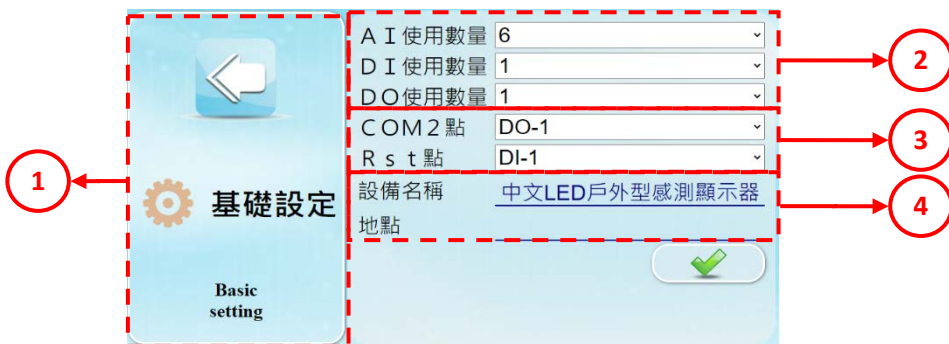 1
基礎設定
Basic
setting
ＡＩ使用數量 6
ＤＩ使用數量 1
ＤＯ使用數量 1
COM2點 DO-1
Ｒｓｔ點 DI-1
設備名稱 中文LED戶外型感測顯示器
地點
2
3
4